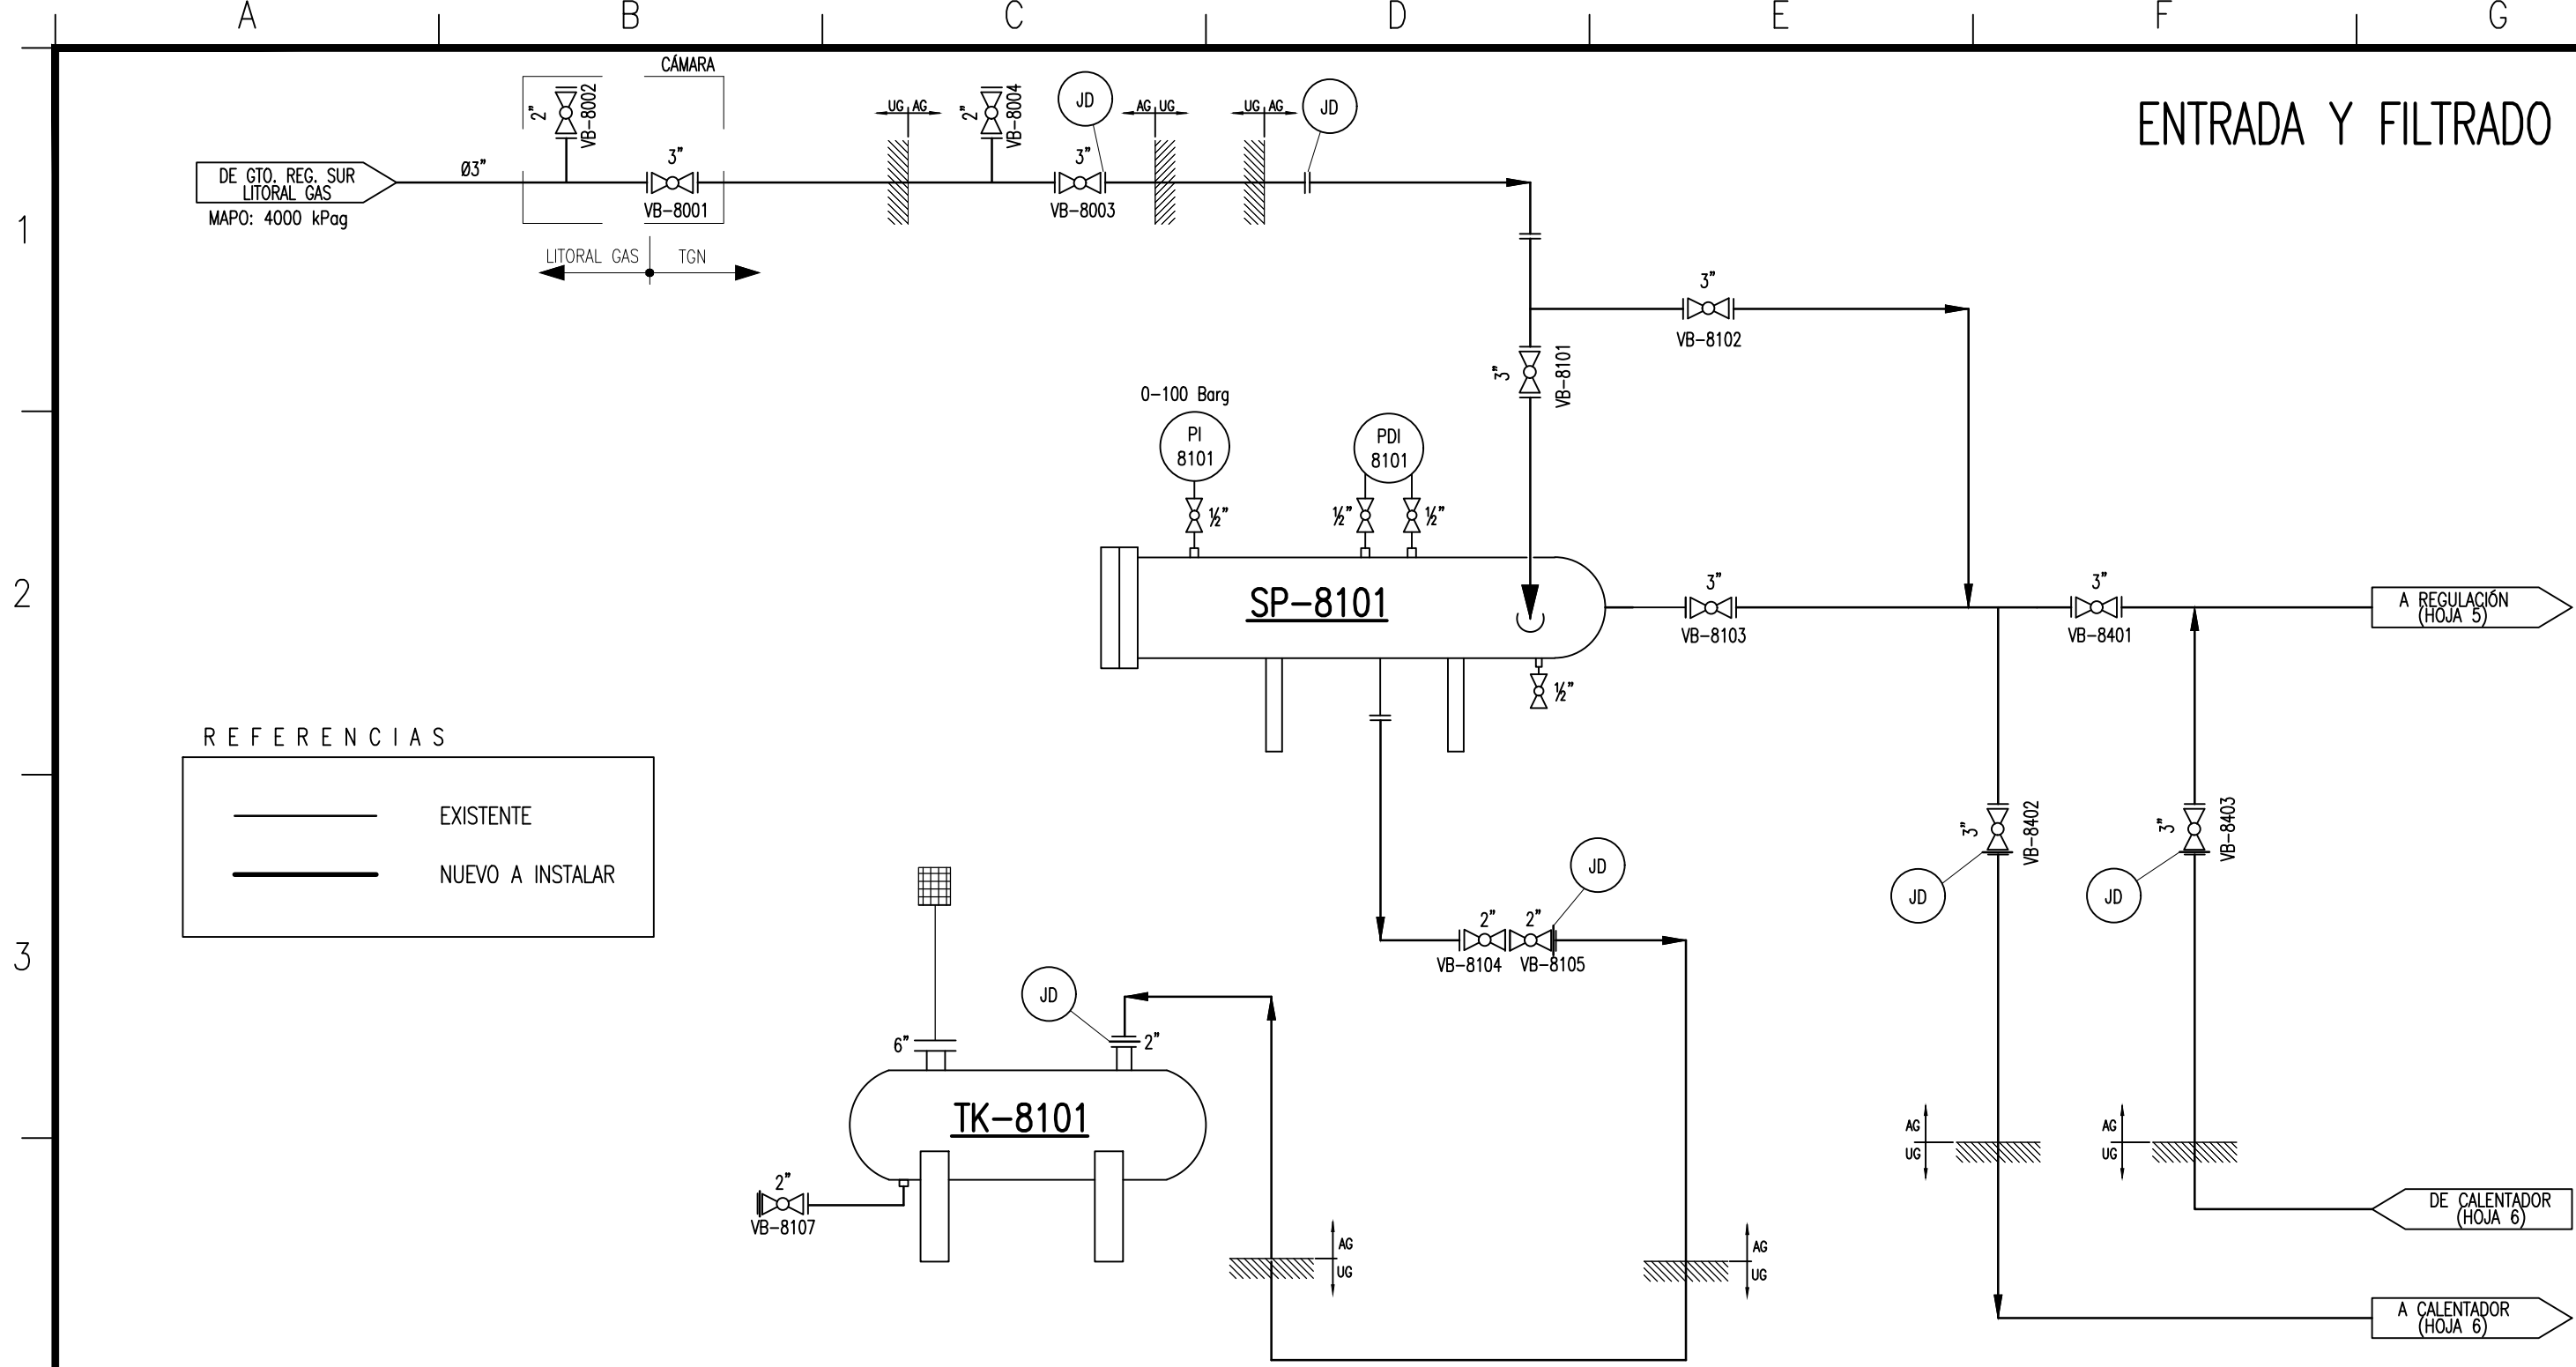 A B C D E F G
CÁMARA
2" VB-8002
2" VB-8004
JD
JD
UG AG
AG UG
UG AG
ENTRADA Y FILTRADO
DE GTO. REG. SUR
LITORAL GAS
MAPO: 4000 kPag
Ø3"
3"
VB-8001
3"
VB-8003
1
LITORAL GAS TGN
3"
VB-8102
3" VB-8101
0-100 Barg
PI
8101
PDI
8101
½"
½"
½"
2
SP-8101
3"
VB-8103
3"
VB-8401
A REGULACIÓN
(HOJA 5)
½"
REFERENCIAS
EXISTENTE
NUEVO A INSTALAR
3" VB-8402
3" VB-8403
JD
JD
JD
3
2" 2"
VB-8104 VB-8105
JD
6"
2"
TK-8101
2"
VB-8107
AG
UG
AG
UG
AG
UG
AG
UG
DE CALENTADOR
(HOJA 6)
A CALENTADOR
(HOJA 6)